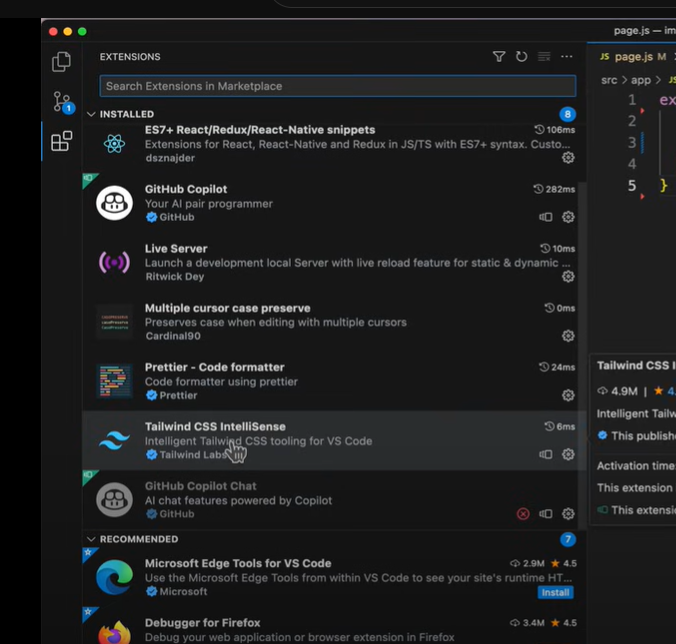 page.js — im
EXTENSIONS
JS page.js M
Search Extensions in Marketplace
src > app > JS
INSTALLED 8
ES7+ React/Redux/React-Native snippets 106ms
Extensions for React, React-Native and Redux in JS/TS with ES7+ syntax. Custo...
dsznajder
GitHub Copilot 282ms
Your AI pair programmer
GitHub
Live Server 10ms
Launch a development local Server with live reload feature for static & dynamic ...
Ritwick Dey
Multiple cursor case preserve 0ms
Preserves case when editing with multiple cursors
Cardinal90
Prettier - Code formatter 24ms
Code formatter using prettier
Prettier
Tailwind CSS IntelliSense 6ms
Intelligent Tailwind CSS tooling for VS Code
Tailwind Labs
GitHub Copilot Chat
AI chat features powered by Copilot
GitHub
RECOMMENDED 7
Microsoft Edge Tools for VS Code 2.9M ★ 4.5
Use the Microsoft Edge Tools from within VS Code to see your site's runtime HT...
Microsoft Install
Debugger for Firefox 3.4M ★ 4.5
Debug your web application or browser extension in Firefox
1 ex
2
3
4
5 }
Tailwind CSS I
4.9M | ★ 4.
Intelligent Tailw
This publish
Activation time
This extension
This extensi
1